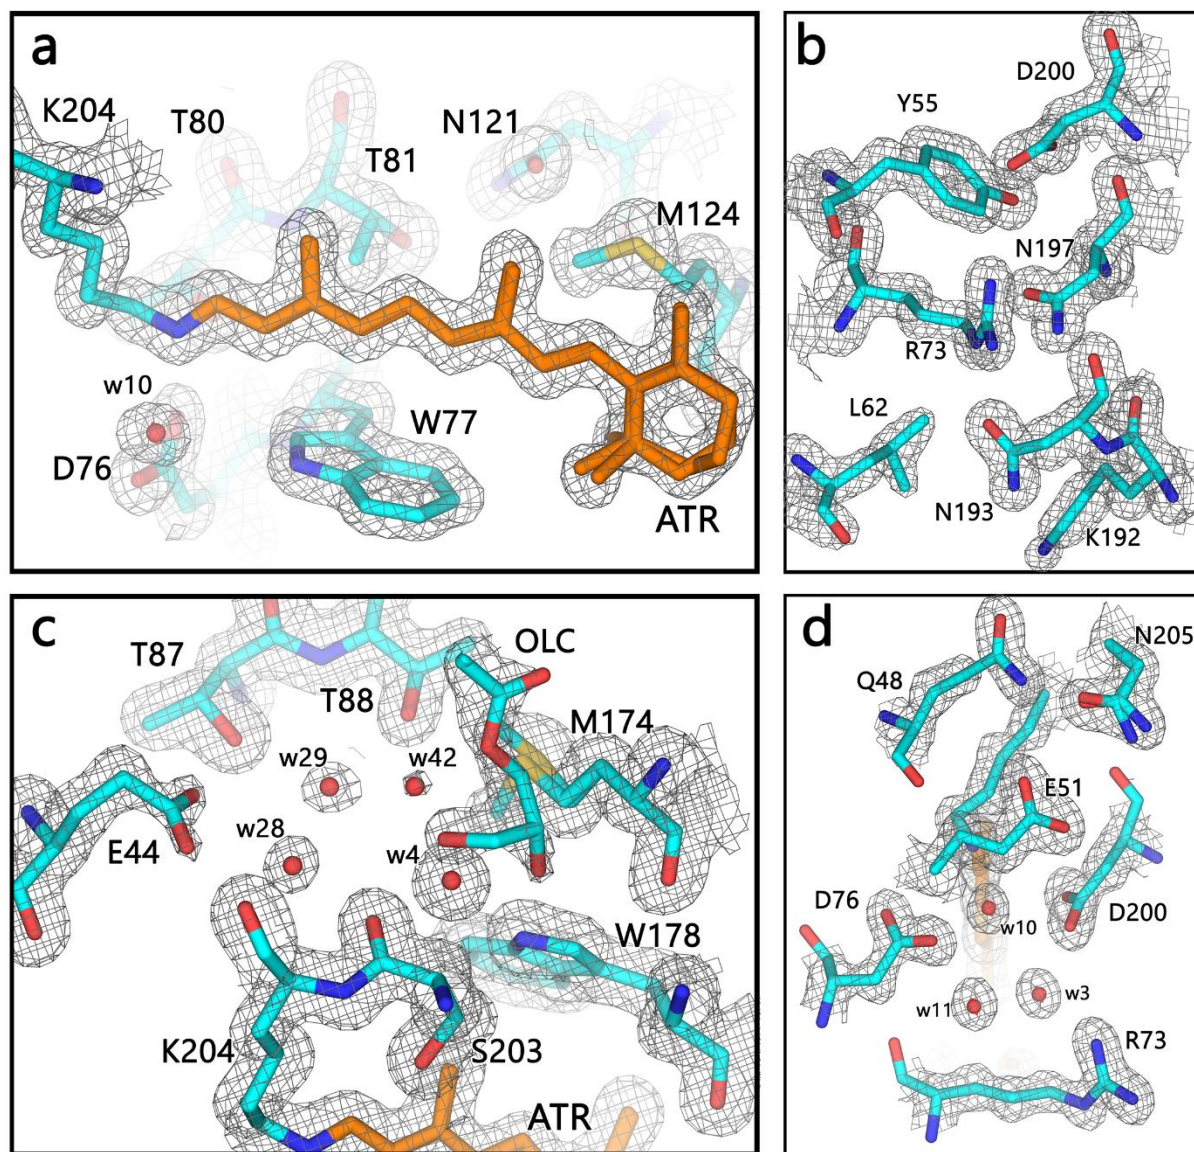 a
K204
T80
T81
N121
M124
w10
D76
W77
ATR
b
D200
Y55
N197
R73
L62
N193
K192
c
T87
T88
OLC
M174
w29
w42
E44
w28
w4
W178
K204
S203
ATR
d
N205
Q48
E51
D76
w10
D200
w11
w3
R73